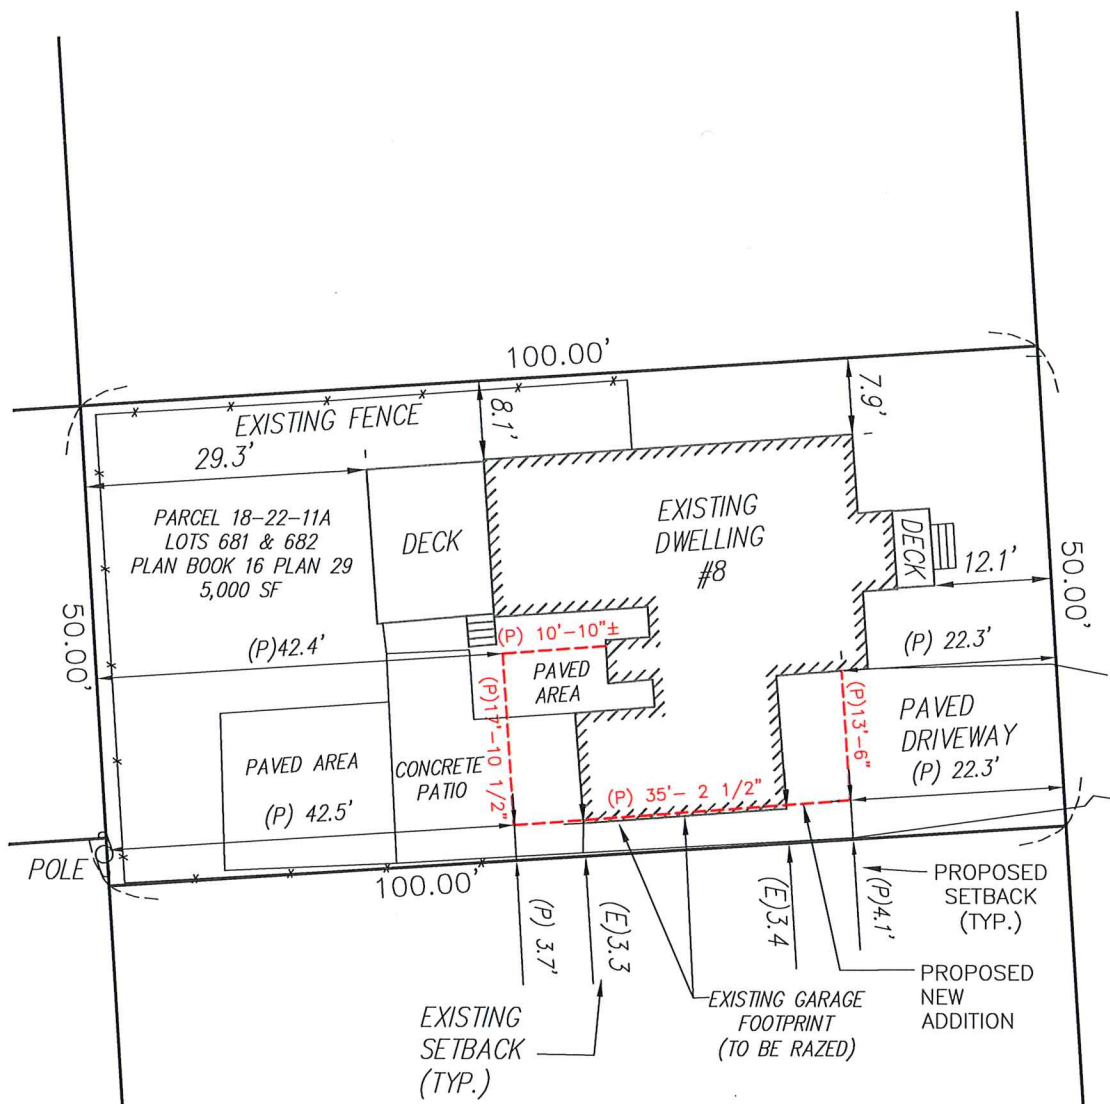 100.00'
EXISTING FENCE
8.1'
7.9'
29.3'
PARCEL 18-22-11A
LOTS 681 & 682
PLAN BOOK 16 PLAN 29
5,000 SF
DECK
EXISTING
DWELLING
#8
DECK
12.1'
50.00'
50.00'
(P)42.4'
(P) 10'-10"±
(P) 22.3'
PAVED
AREA
(P)17'-10 1/2"
(P)13'-6"
PAVED
DRIVEWAY
(P) 22.3'
PAVED AREA
(P) 42.5'
CONCRETE
PATIO
(P) 35'- 2 1/2"
POLE
100.00'
(P) 3.7'
(E)3.3
(E)3.4
(P)4.1'
PROPOSED
SETBACK
(TYP.)
PROPOSED
NEW
ADDITION
EXISTING GARAGE
FOOTPRINT
(TO BE RAZED)
EXISTING
SETBACK
(TYP.)